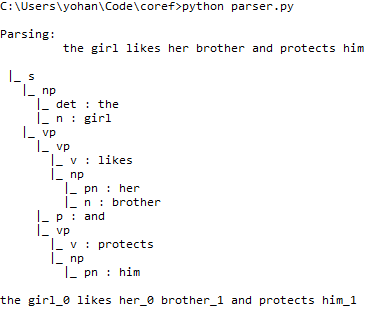 C:\Users\yohan\Code\coref>python parser.py
Parsing:
the girl likes her brother and protects him
|_ s
|_ np
|_ det : the
|_ n : girl
|_ vp
|_ vp
|_ v : likes
|_ np
|_ pn : her
|_ n : brother
|_ p : and
|_ vp
|_ v : protects
|_ np
|_ pn : him
the girl_0 likes her_0 brother_1 and protects him_1